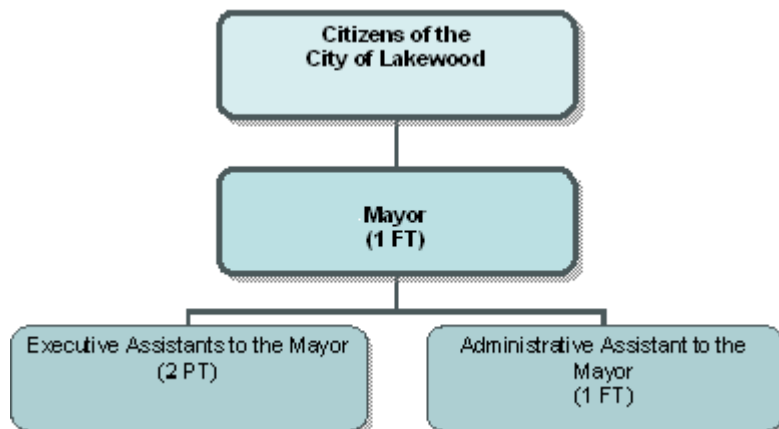 Citizens of the
City of Lakewood
Mayor
(1 FT)
Executive Assistants to the Mayor
(2 PT)
Administrative Assistant to the
Mayor
(1 FT)